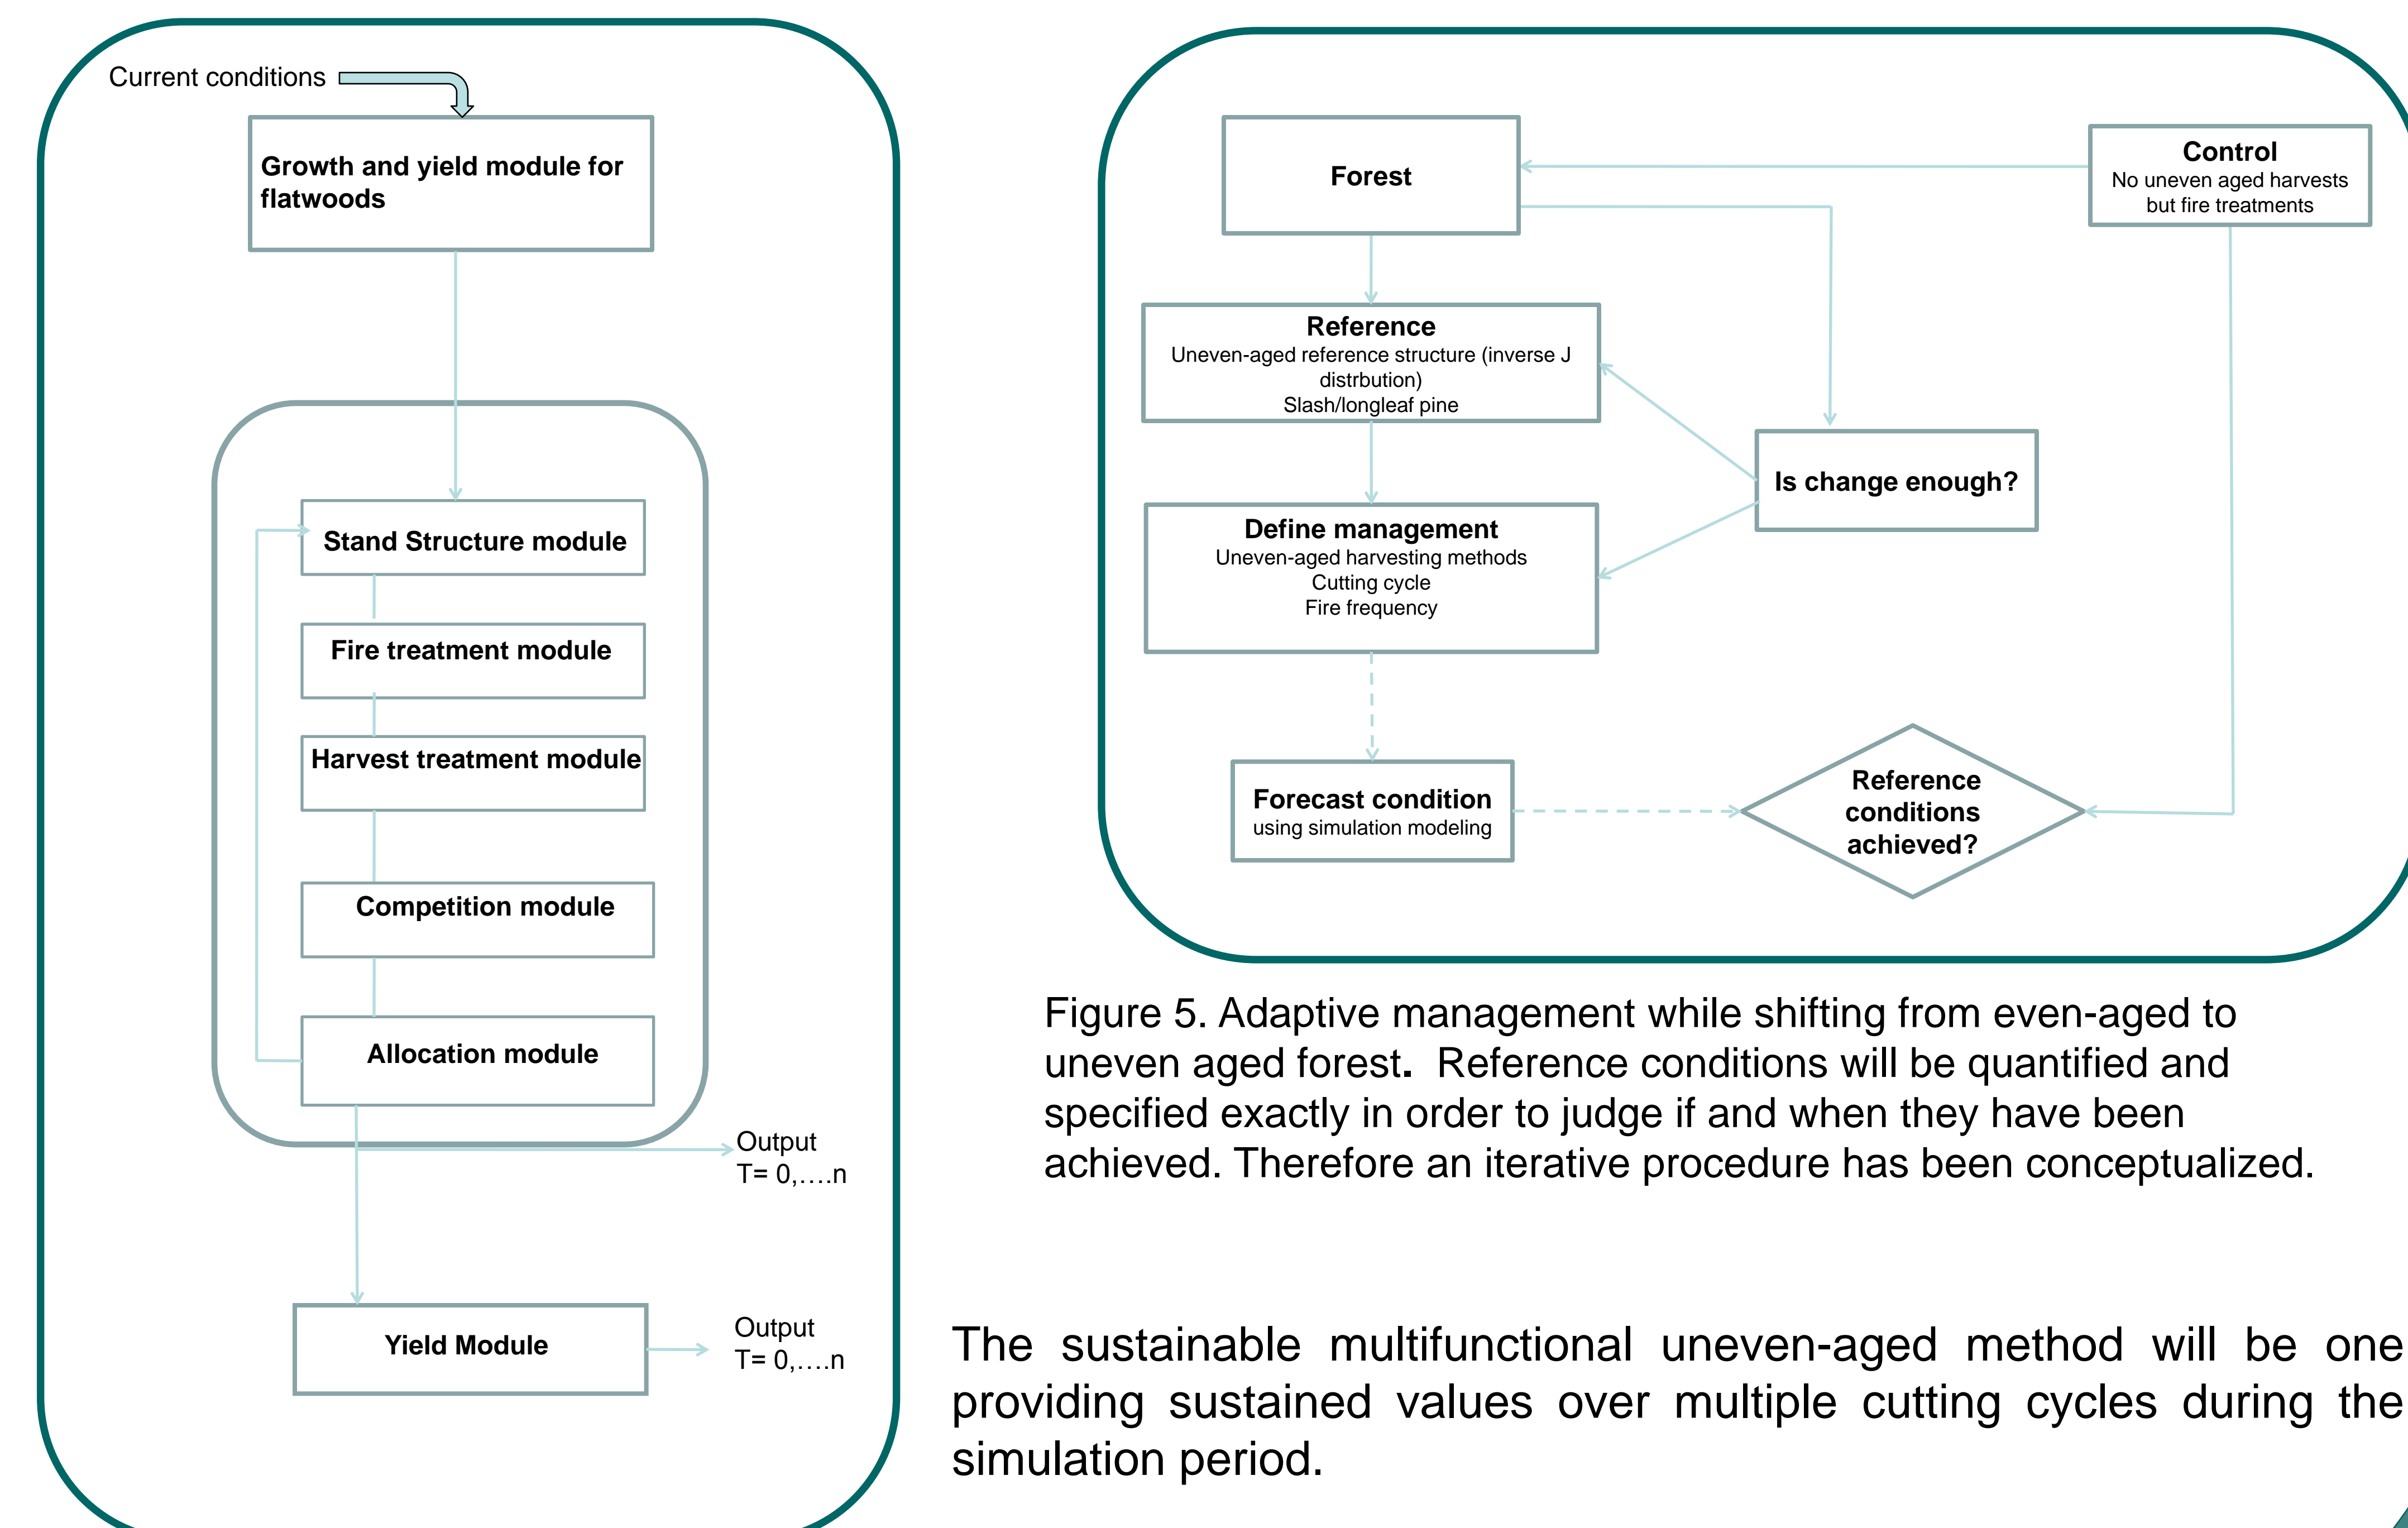 Current conditions
Growth and yield module for
flatwoods
Stand Structure module
Fire treatment module
Harvest treatment module
Competition module
Allocation module
Output
T= 0,....n
Yield Module
Output
T= 0,....n
Forest
Control
No uneven aged harvests
but fire treatments
Reference
Uneven-aged reference structure (inverse J
distrbution)
Slash/longleaf pine
Is change enough?
Define management
Uneven-aged harvesting methods
Cutting cycle
Fire frequency
Forecast condition
using simulation modeling
Reference
conditions
achieved?
Figure 5. Adaptive management while shifting from even-aged to
uneven aged forest. Reference conditions will be quantified and
specified exactly in order to judge if and when they have been
achieved. Therefore an iterative procedure has been conceptualized.
The sustainable multifunctional uneven-aged method will be one
providing sustained values over multiple cutting cycles during the
simulation period.